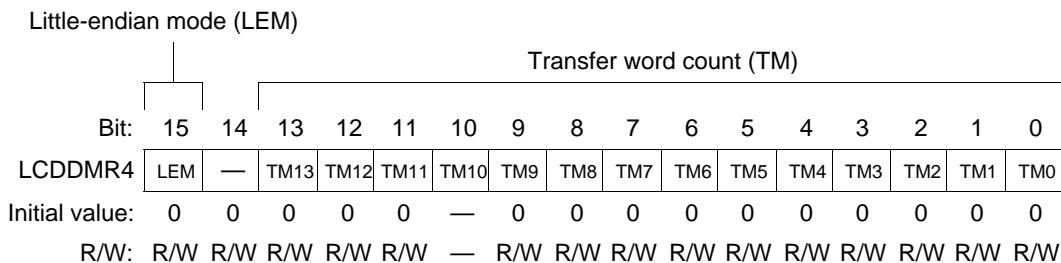 Little-endian mode (LEM)
Transfer word count (TM)
Bit: 15 14 13 12 11 10 9 8 7 6 5 4 3 2 1 0
LCDDMR4 LEM — TM13 TM12 TM11 TM10 TM9 TM8 TM7 TM6 TM5 TM4 TM3 TM2 TM1 TM0
Initial value: 0 0 0 0 0 — 0 0 0 0 0 0 0 0 0 0
R/W: R/W R/W R/W R/W R/W — R/W R/W R/W R/W R/W R/W R/W R/W R/W R/W